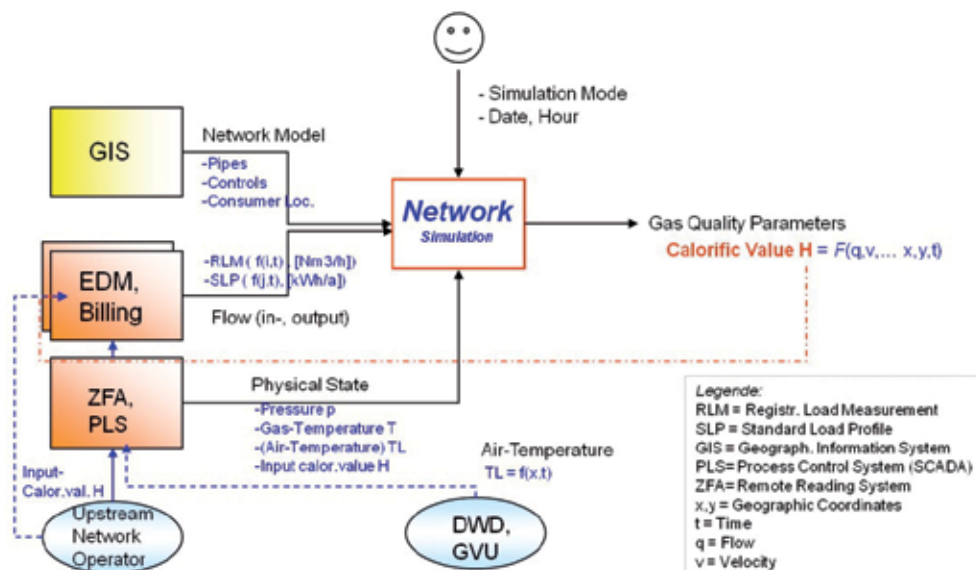 - Simulation Mode
- Date, Hour
GIS
Network Model
-Pipes
-Controls
-Consumer Loc.
Network
Simulation
Gas Quality Parameters
Calorific Value H = F(q,v,... x,y,t)
EDM,
Billing
-RLM ( f(i,t) , [Nm3/h])
-SLP ( f(j,t), [kWh/a])
Flow (in-, output)
ZFA,
PLS
Physical State
-Pressure p
-Gas-Temperature T
-(Air-Temperature) TL
-Input calor.value H
Air-Temperature
TL = f(x,t)
Input-
Calor.val. H
Upstream
Network
Operator
DWD,
GVU
Legende:
RLM = Registr. Load Measurement
SLP = Standard Load Profile
GIS = Geograph. Information System
PLS= Process Control System (SCADA)
ZFA= Remote Reading System
x,y = Geographic Coordinates
t = Time
q = Flow
v = Velocity